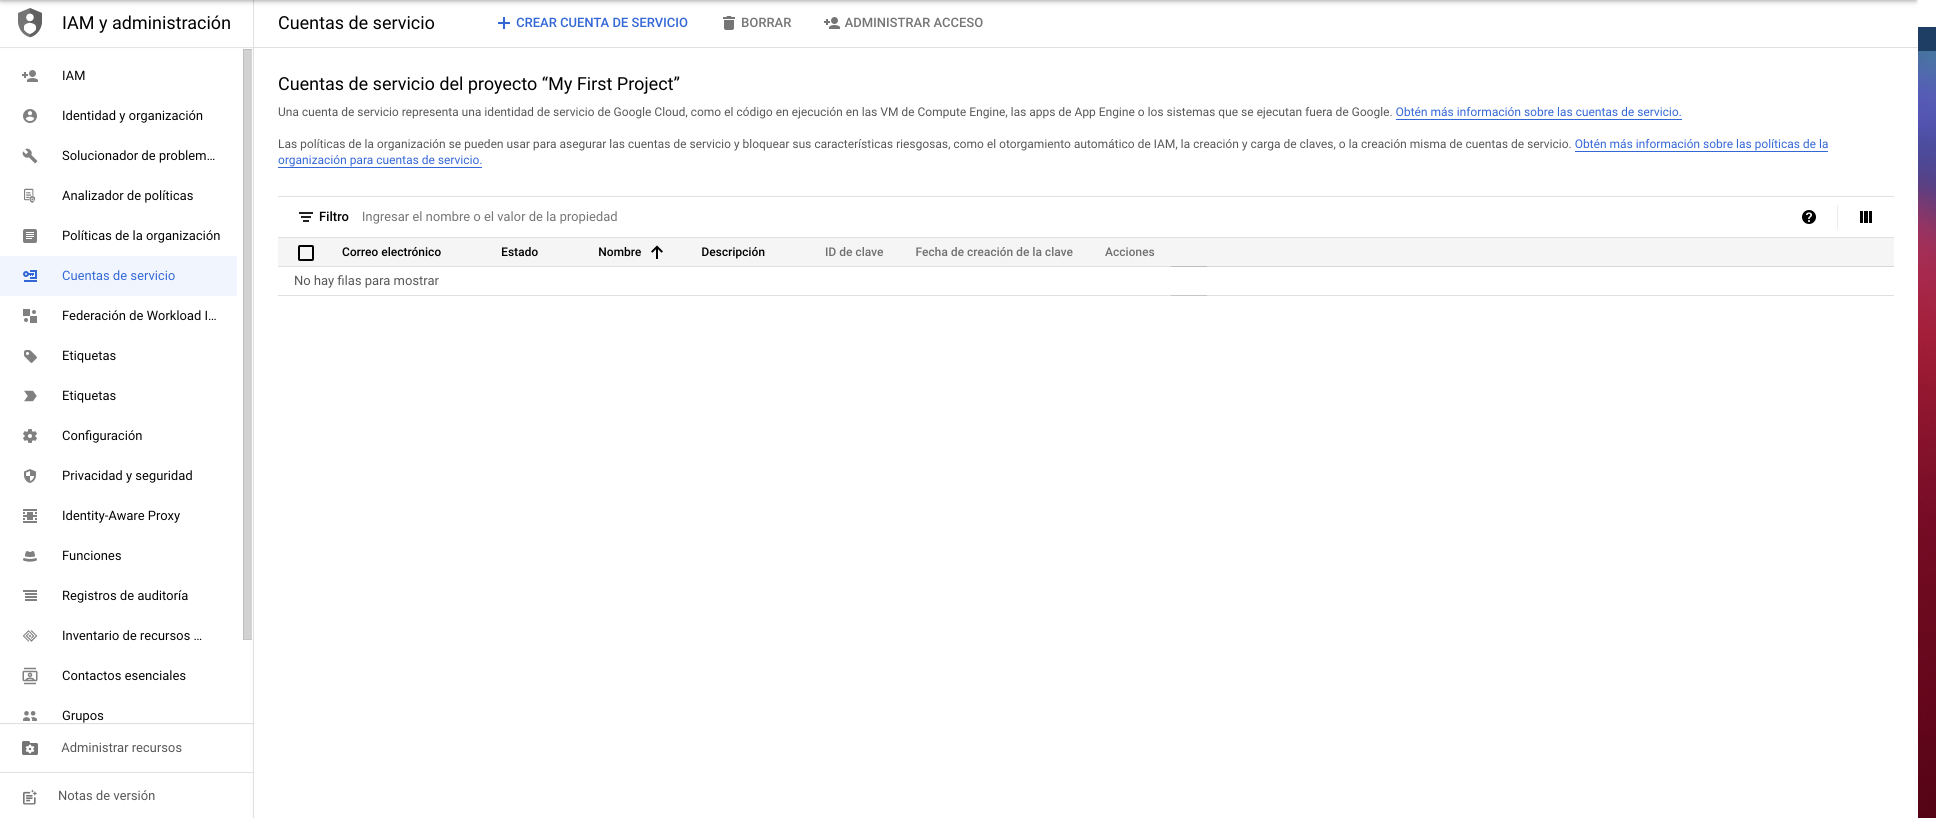 IAM y administración
Cuentas de servicio
CREAR CUENTA DE SERVICIO
BORRAR
ADMINISTRAR ACCESO
IAM
Identidad y organización
Solucionador de problem...
Analizador de políticas
Políticas de la organización
Cuentas de servicio
Federación de Workload I...
Etiquetas
Etiquetas
Configuración
Privacidad y seguridad
Identity-Aware Proxy
Funciones
Registros de auditoría
Inventario de recursos ...
Contactos esenciales
Grupos
Administrar recursos
Notas de versión
Cuentas de servicio del proyecto “My First Project”
Una cuenta de servicio representa una identidad de servicio de Google Cloud, como el código en ejecución en las VM de Compute Engine, las apps de App Engine o los sistemas que se ejecutan fuera de Google. Obtén más información sobre las cuentas de servicio.
Las políticas de la organización se pueden usar para asegurar las cuentas de servicio y bloquear sus características riesgosas, como el otorgamiento automático de IAM, la creación y carga de claves, o la creación misma de cuentas de servicio. Obtén más información sobre las políticas de la
organización para cuentas de servicio.
Filtro Ingresar el nombre o el valor de la propiedad
Correo electrónico Estado Nombre Descripción ID de clave Fecha de creación de la clave Acciones
No hay filas para mostrar